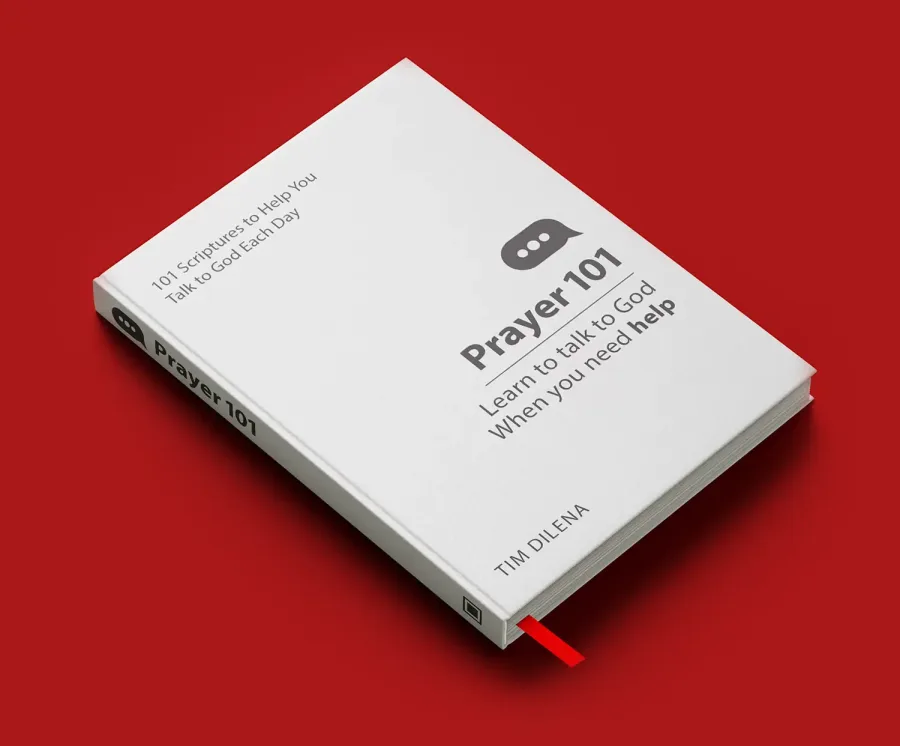 101 Scriptures to Help You
Talk to God Each Day
Prayer 101
Learn to talk to God
When you need help
TIM DILENA
Prayer 101